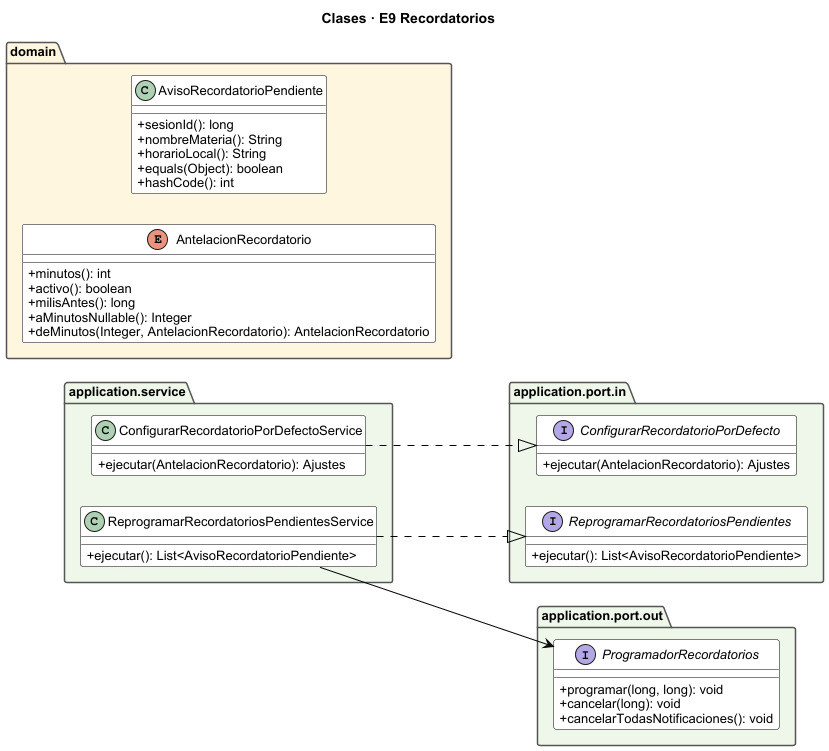 Clases · E9 Recordatorios
domain
C AvisoRecordatorioPendiente
+sesionId(): long
+nombreMateria(): String
+horarioLocal(): String
+equals(Object): boolean
+hashCode(): int
E AntelacionRecordatorio
+minutos(): int
+activo(): boolean
+milisAntes(): long
+aMinutosNullable(): Integer
+deMinutos(Integer, AntelacionRecordatorio): AntelacionRecordatorio
application.service
C ConfigurarRecordatorioPorDefectoService
+ejecutar(AntelacionRecordatorio): Ajustes
C ReprogramarRecordatoriosPendientesService
+ejecutar(): List<AvisoRecordatorioPendiente>
application.port.in
I ConfigurarRecordatorioPorDefecto
+ejecutar(AntelacionRecordatorio): Ajustes
I ReprogramarRecordatoriosPendientes
+ejecutar(): List<AvisoRecordatorioPendiente>
application.port.out
I ProgramadorRecordatorios
+programar(long, long): void
+cancelar(long): void
+cancelarTodasNotificaciones(): void